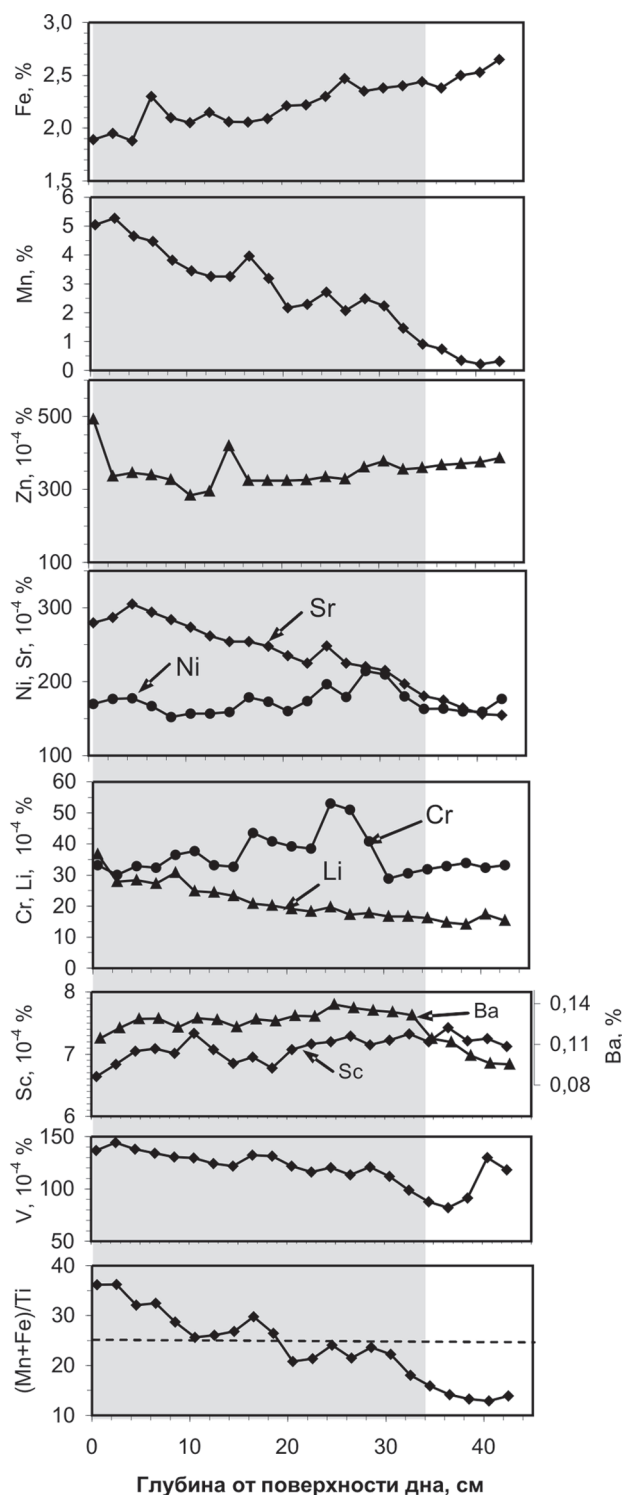 Fe, %
3,0
2,5
2,0
1,5
Mn, %
6
5
4
3
2
1
0
Zn, 10⁻⁴ %
500
300
100
Ni, Sr, 10⁻⁴ %
300
200
100
Sr
Ni
Cr, Li, 10⁻⁴ %
60
50
40
30
20
10
0
Cr
Li
Sc, 10⁻⁴ %
8
7
6
Ba
Sc
0,14
0,11
0,08
Ba, %
V, 10⁻⁴ %
150
100
50
(Mn+Fe)/Ti
40
30
20
10
0 10 20 30 40
Глубина от поверхности дна, см